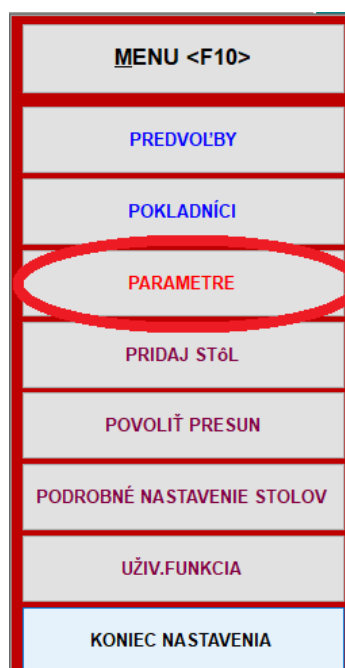 MENU <F10>
PREDVOĽBY
POKLADNÍCI
PARAMETRE
PRIDAJ STôL
POVOLIŤ PRESUN
PODROBNÉ NASTAVENIE STOLOV
UŽIV.FUNKCIA
KONIEC NASTAVENIA